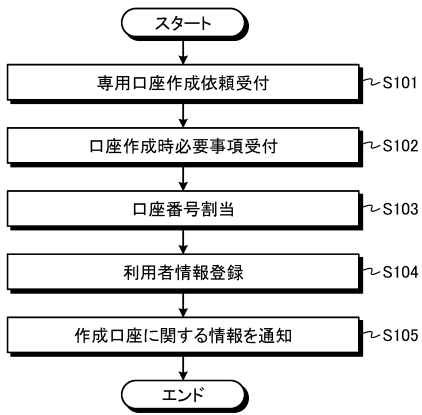 スタート
専用口座作成依頼受付
S101
口座作成時必要事項受付
S102
口座番号割当
S103
利用者情報登録
S104
作成口座に関する情報を通知
S105
エンド